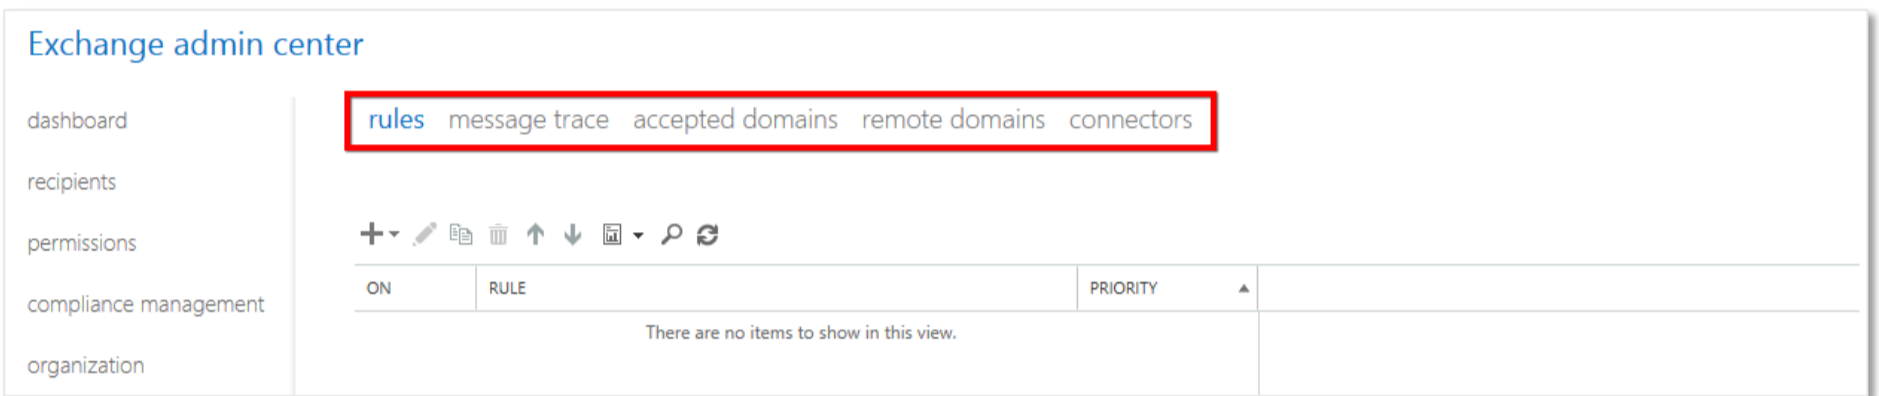 Exchange admin center
dashboard
recipients
permissions
compliance management
organization
rules message trace accepted domains remote domains connectors
ON RULE PRIORITY
There are no items to show in this view.